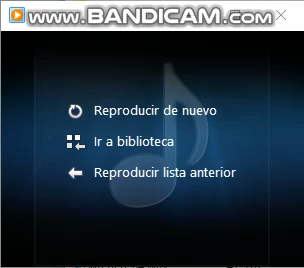 www.BANDICAM.com
Reproducir de nuevo
Ir a biblioteca
Reproducir lista anterior